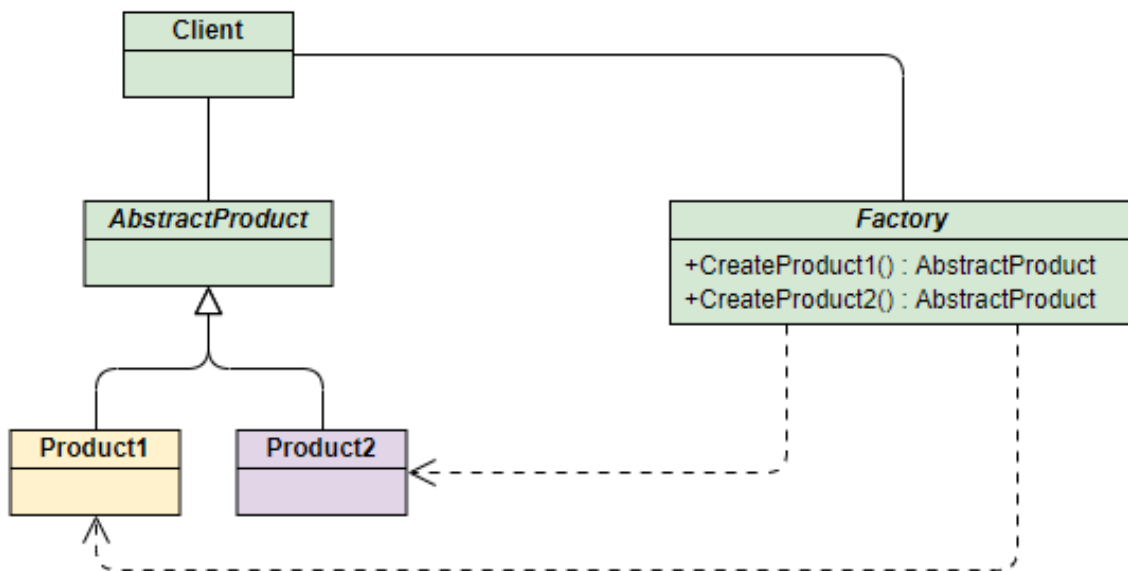 Client
AbstractProduct
Factory
+CreateProduct1() : AbstractProduct
+CreateProduct2() : AbstractProduct
Product1
Product2